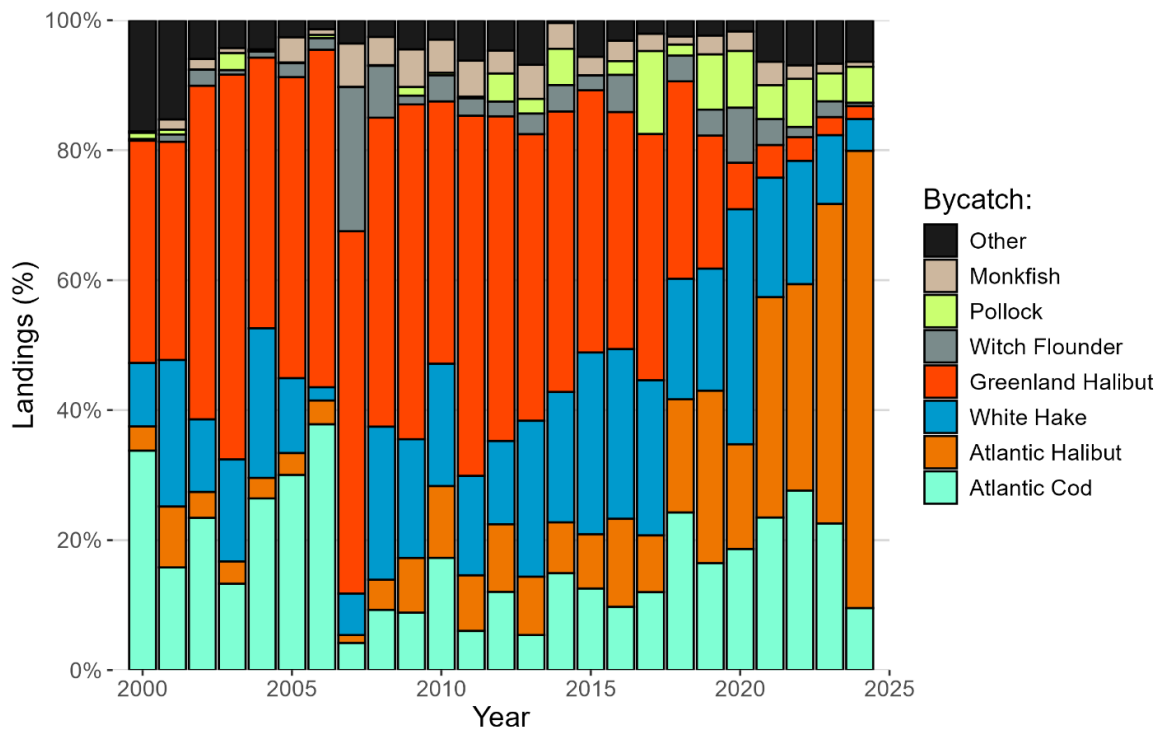 100%
80%
60%
40%
20%
0%
Landings (%)
2000
2005
2010
2015
2020
2025
Year
Bycatch:
Other
Monkfish
Pollock
Witch Flounder
Greenland Halibut
White Hake
Atlantic Halibut
Atlantic Cod